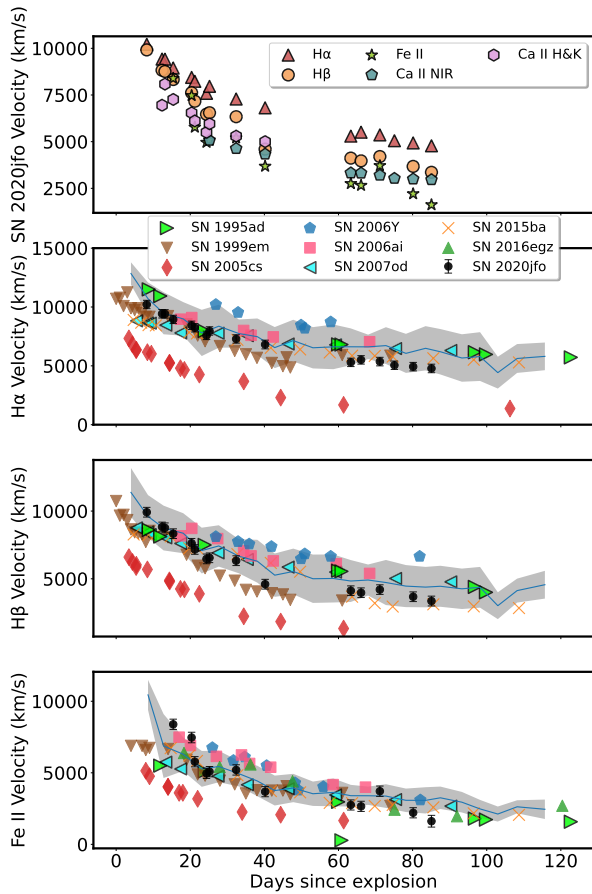 SN 2020jfo Velocity (km/s)
10000
7500
5000
2500
Hα Fe II Ca II H&K
Hβ Ca II NIR
SN 1995ad SN 2006Y SN 2015ba
SN 1999em SN 2006ai SN 2016egz
SN 2005cs SN 2007od SN 2020jfo
Hα Velocity (km/s)
15000
10000
5000
0
Hβ Velocity (km/s)
10000
5000
Fe II Velocity (km/s)
10000
5000
0
0 20 40 60 80 100 120
Days since explosion